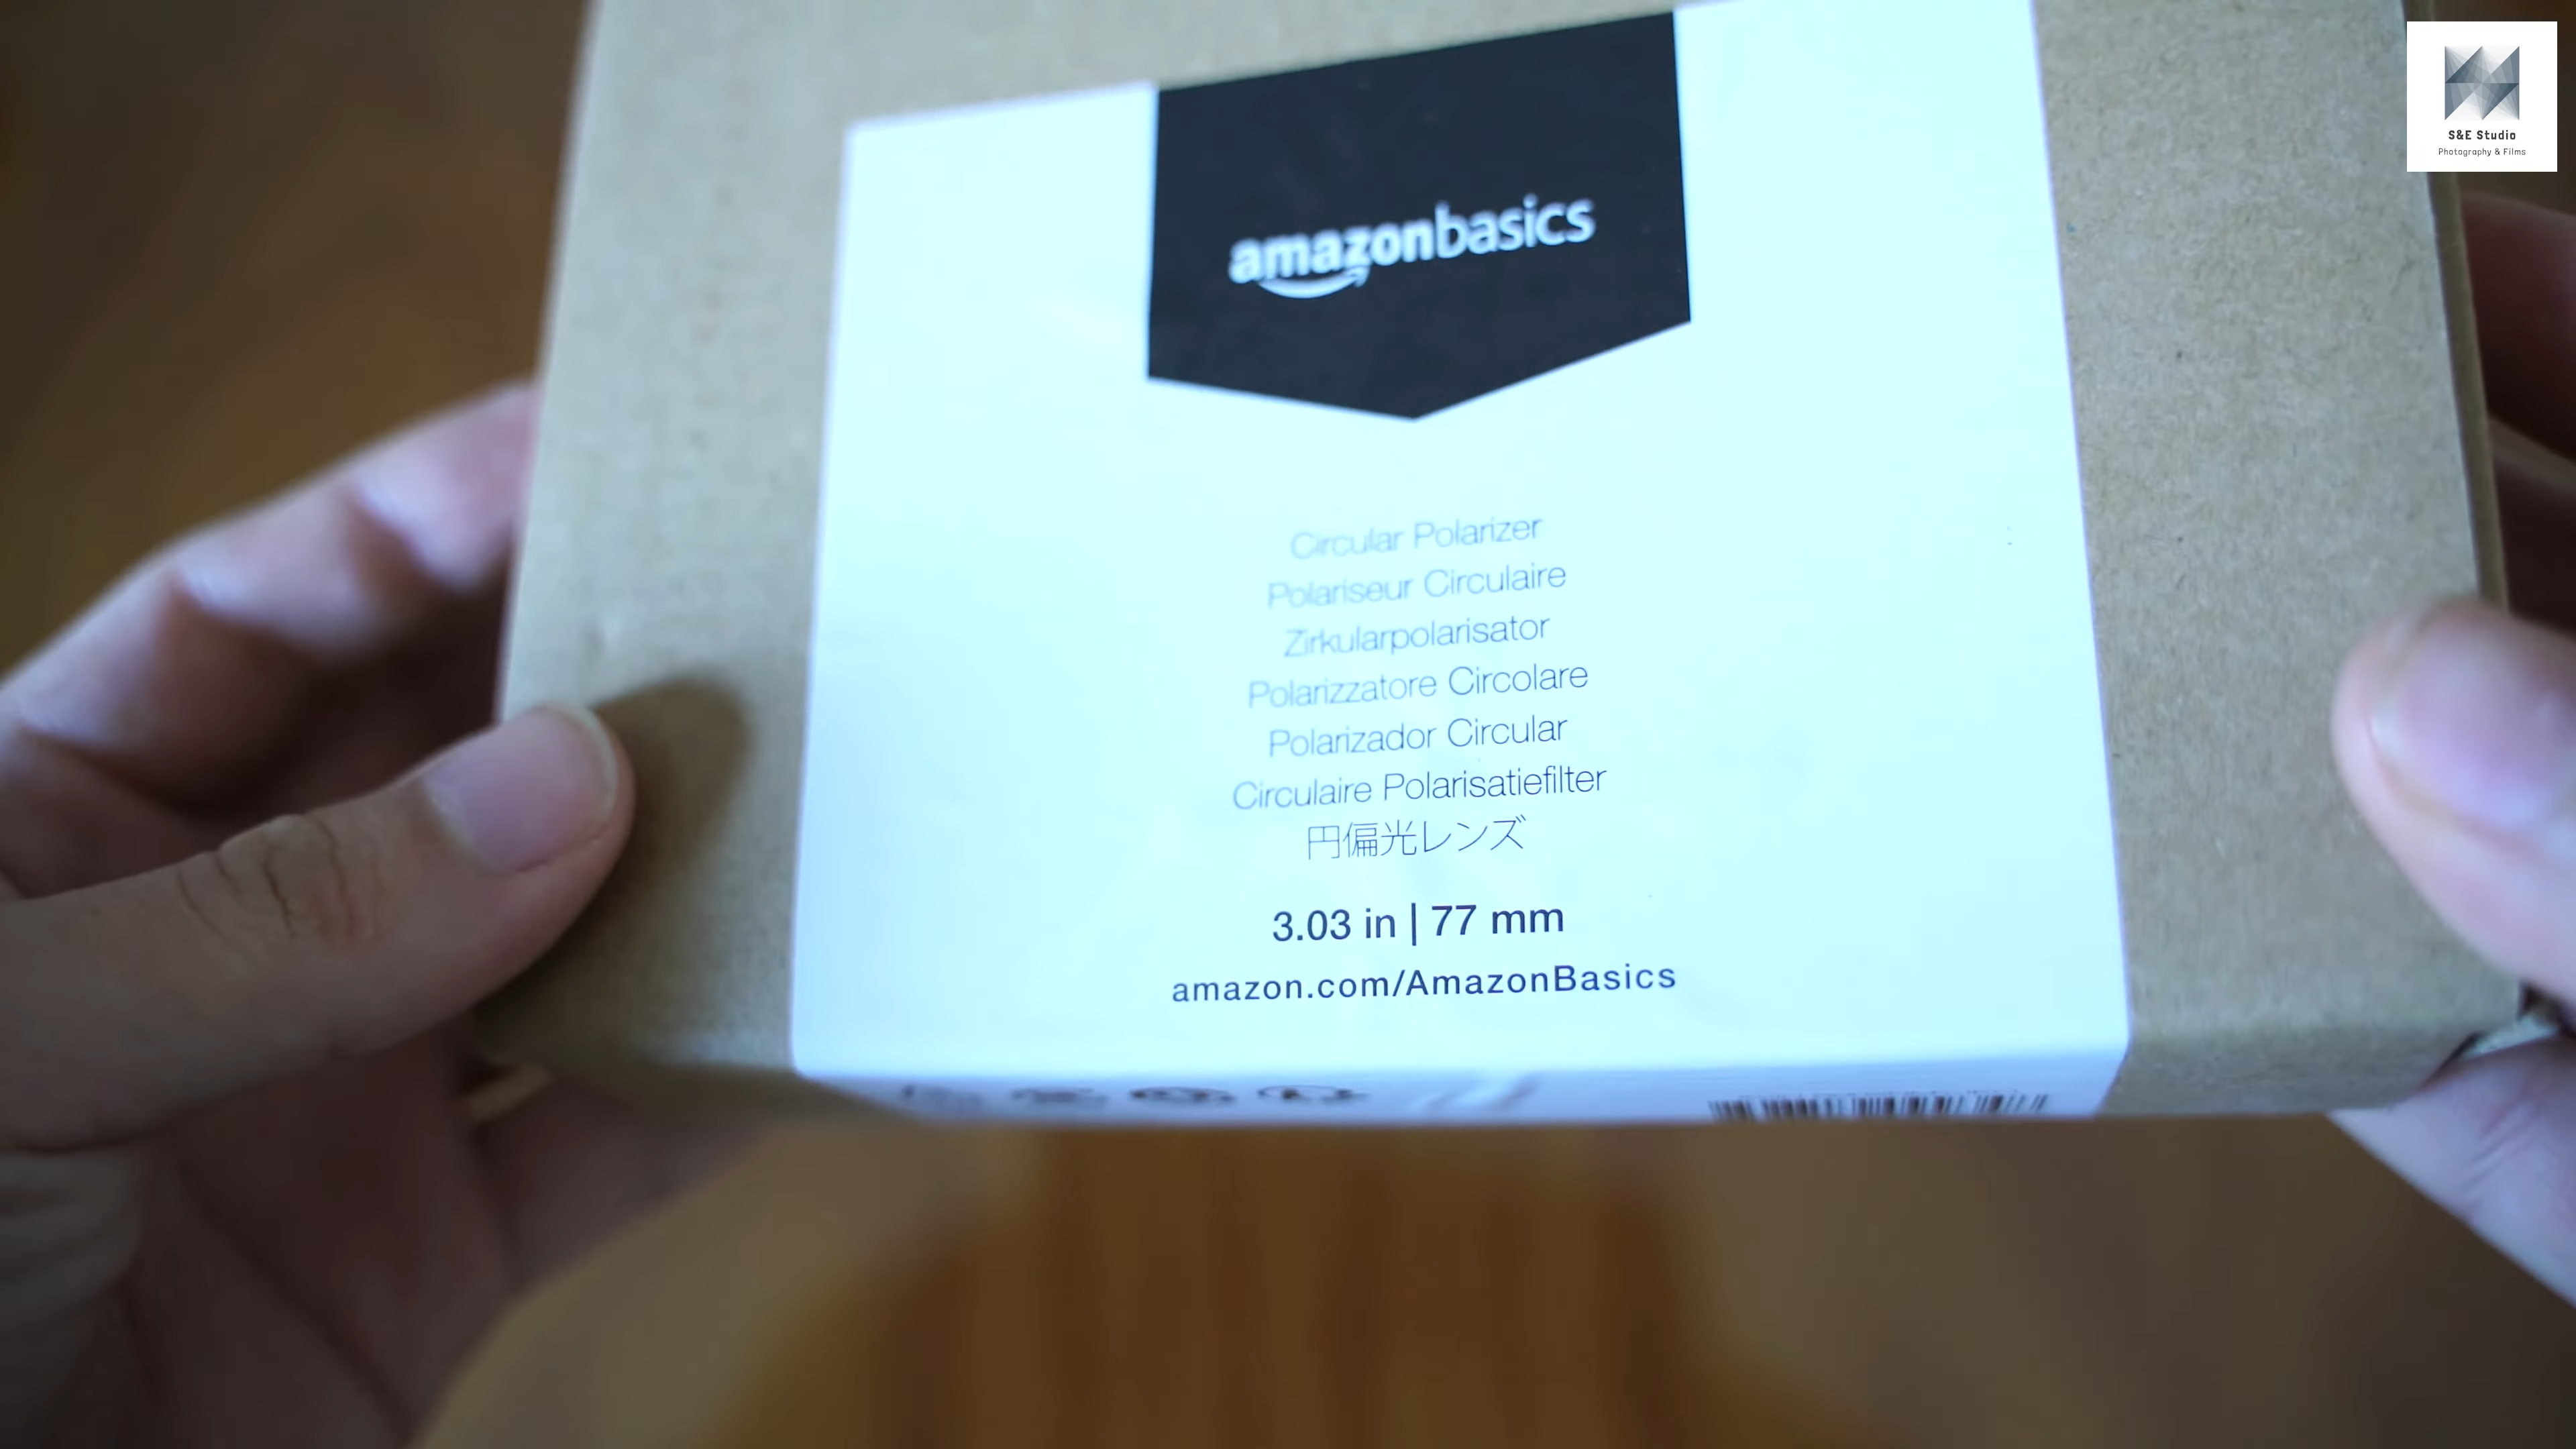 amazonbasics
Circular Polarizer
Polariseur Circulaire
Zirkularpolarisator
Polarizzatore Circolare
Polarizador Circular
Circulaire Polarisatiefilter
円偏光レンズ
3.03 in | 77 mm
amazon.com/AmazonBasics
S&E Studio
Photography & Films